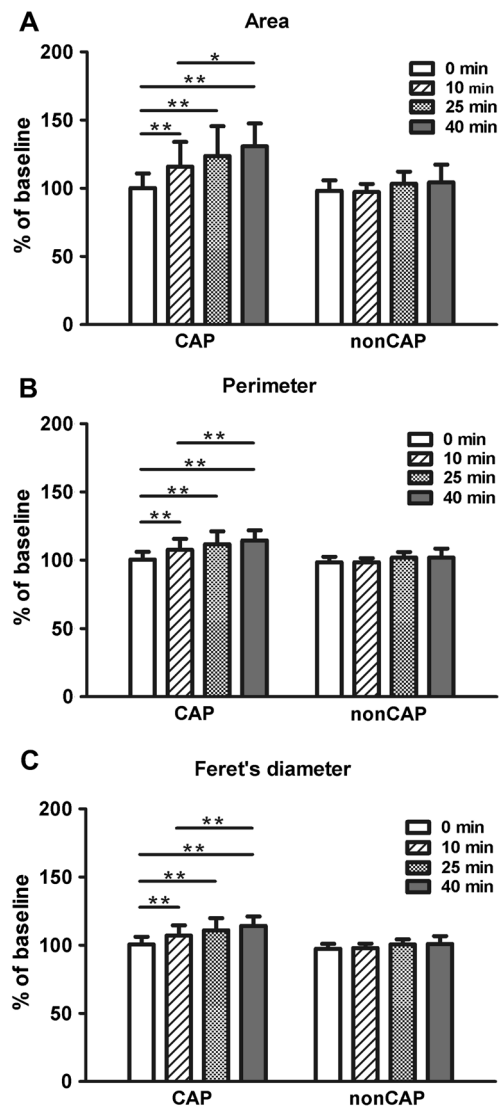 A
Area
200
150
100
50
0
% of baseline
*
**
**
**
0 min
10 min
25 min
40 min
CAP
nonCAP
B
Perimeter
200
150
100
50
0
% of baseline
**
**
**
**
0 min
10 min
25 min
40 min
CAP
nonCAP
C
Feret's diameter
200
150
100
50
0
% of baseline
**
**
**
**
0 min
10 min
25 min
40 min
CAP
nonCAP